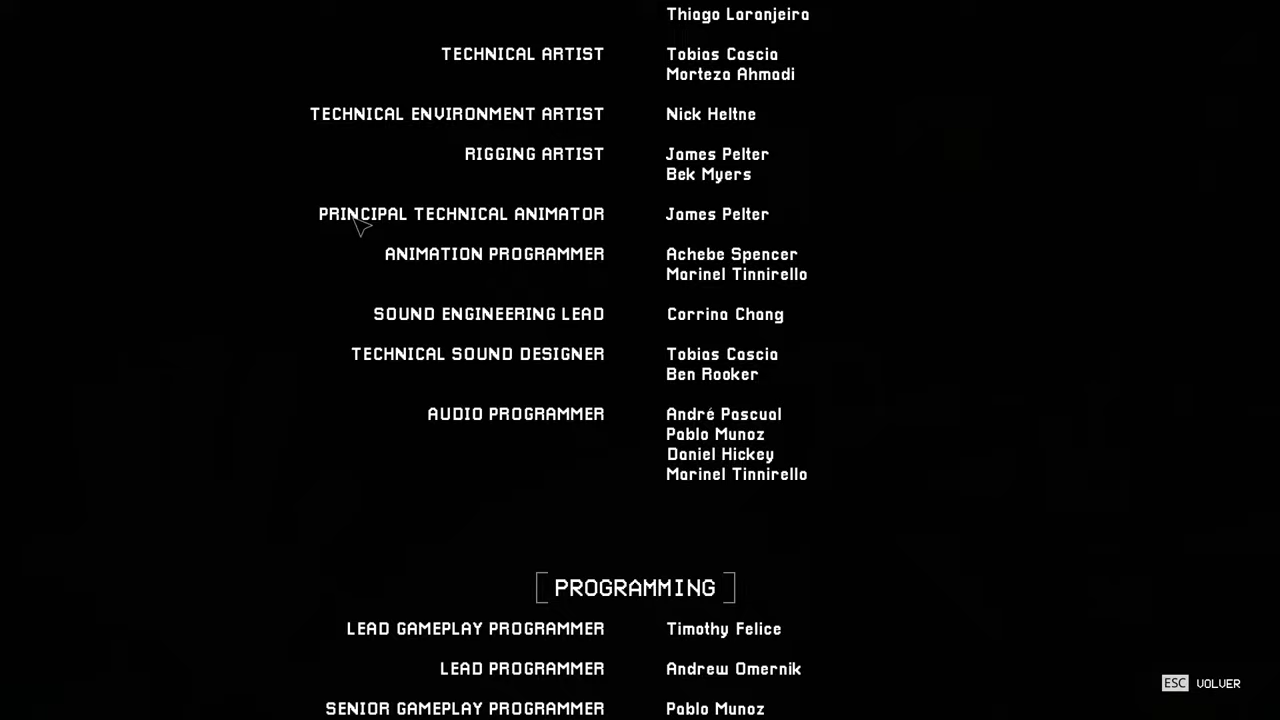 Thiago Laranjeira
TECHNICAL ARTIST Tobias Cascia
Morteza Ahmadi
TECHNICAL ENVIRONMENT ARTIST Nick Heltne
RIGGING ARTIST James Pelter
Bek Myers
PRINCIPAL TECHNICAL ANIMATOR James Pelter
ANIMATION PROGRAMMER Achebe Spencer
Marinel Tinnirello
SOUND ENGINEERING LEAD Corrina Chang
TECHNICAL SOUND DESIGNER Tobias Cascia
Ben Rooker
AUDIO PROGRAMMER André Pascual
Pablo Munoz
Daniel Hickey
Marinel Tinnirello
PROGRAMMING
LEAD GAMEPLAY PROGRAMMER Timothy Felice
LEAD PROGRAMMER Andrew Omernik
ESC VOLVER
SENIOR GAMEPLAY PROGRAMMER Pablo Munoz